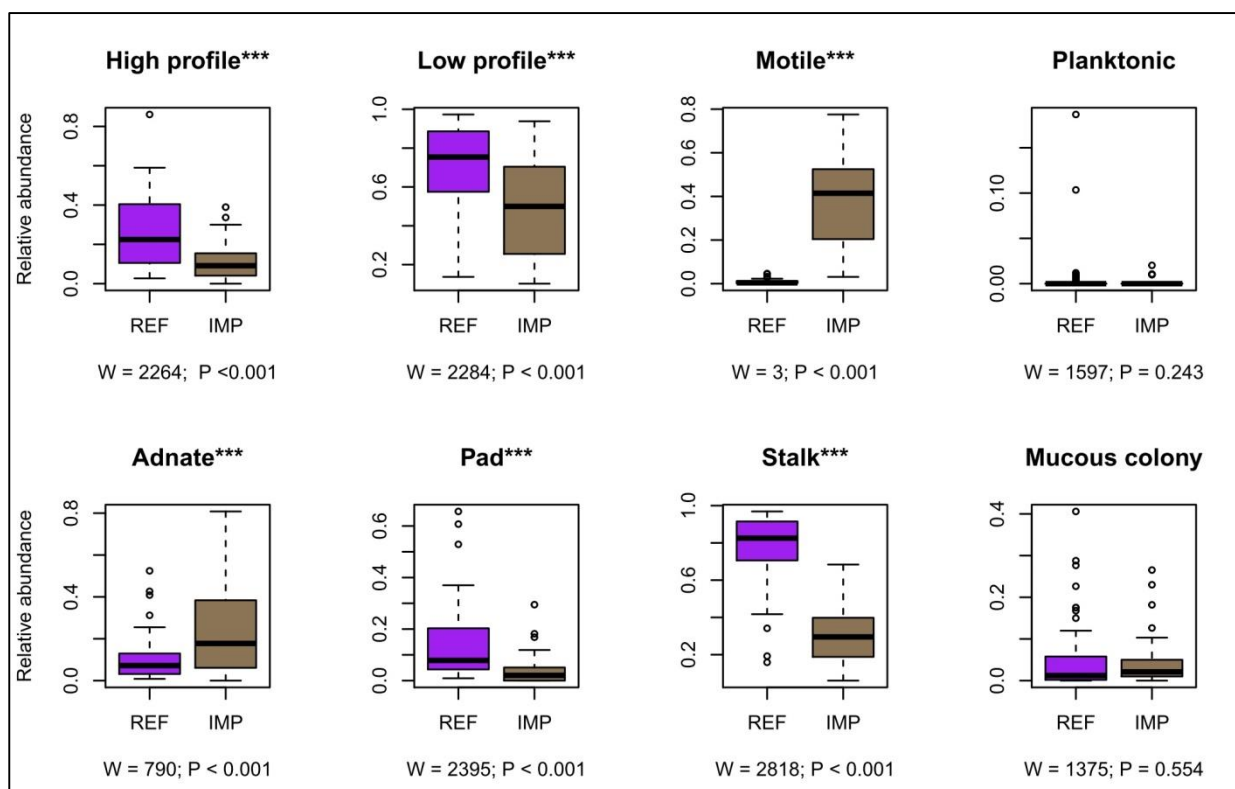 High profile***
Low profile***
Motile***
Planktonic
Relative abundance
0.0 0.4 0.8
0.2 0.6 1.0
0.0 0.2 0.4 0.6 0.8
0.00 0.10
REF IMP
REF IMP
REF IMP
REF IMP
W = 2264; P <0.001
W = 2284; P < 0.001
W = 3; P < 0.001
W = 1597; P = 0.243
Adnate***
Pad***
Stalk***
Mucous colony
Relative abundance
0.0 0.4 0.8
0.0 0.2 0.4 0.6
0.2 0.6 1.0
0.0 0.2 0.4
REF IMP
REF IMP
REF IMP
REF IMP
W = 790; P < 0.001
W = 2395; P < 0.001
W = 2818; P < 0.001
W = 1375; P = 0.554